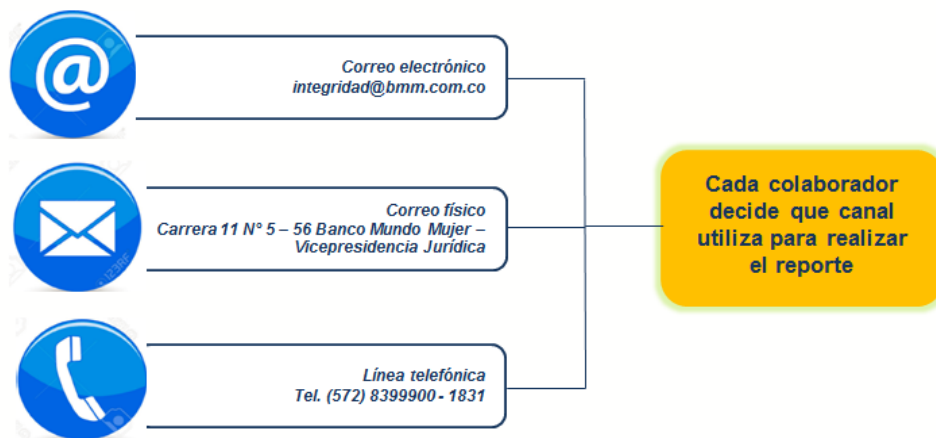 Correo electrónico
integridad@bmm.com.co
Correo físico
Carrera 11 N° 5 – 56 Banco Mundo Mujer –
Vicepresidencia Jurídica
Línea telefónica
Tel. (572) 8399900 - 1831
Cada colaborador
decide que canal
utiliza para realizar
el reporte
@
123RF